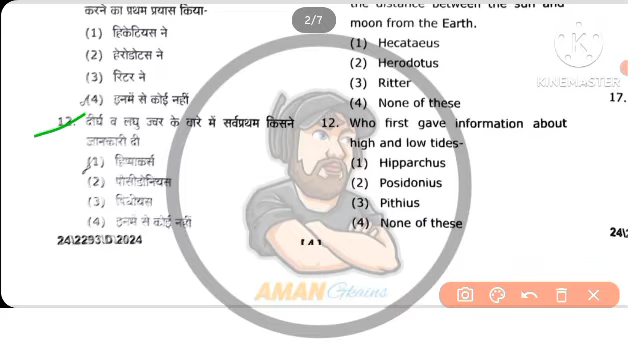 करने का प्रथम प्रयास किया-
(1) हिकेटियस ने
(2) हेरोडोटस ने
(3) रिटर ने
(4) इनमें से कोई नहीं
12. दीर्घ व लघु ज्वर के बारे में सर्वप्रथम किसने
जानकारी दी
(1) हिप्पार्कस
(2) पोसीडोनियस
(3) पिथीयस
(4) इनमें से कोई नहीं
24\2293\D\2024
2/7
the distance between the sun and
moon from the Earth.
(1) Hecataeus
(2) Herodotus
(3) Ritter
(4) None of these
12. Who first gave information about
high and low tides-
(1) Hipparchus
(2) Posidonius
(3) Pithius
(4) None of these
[4]
KINEMASTER
17.
24\2
AMAN Gkains